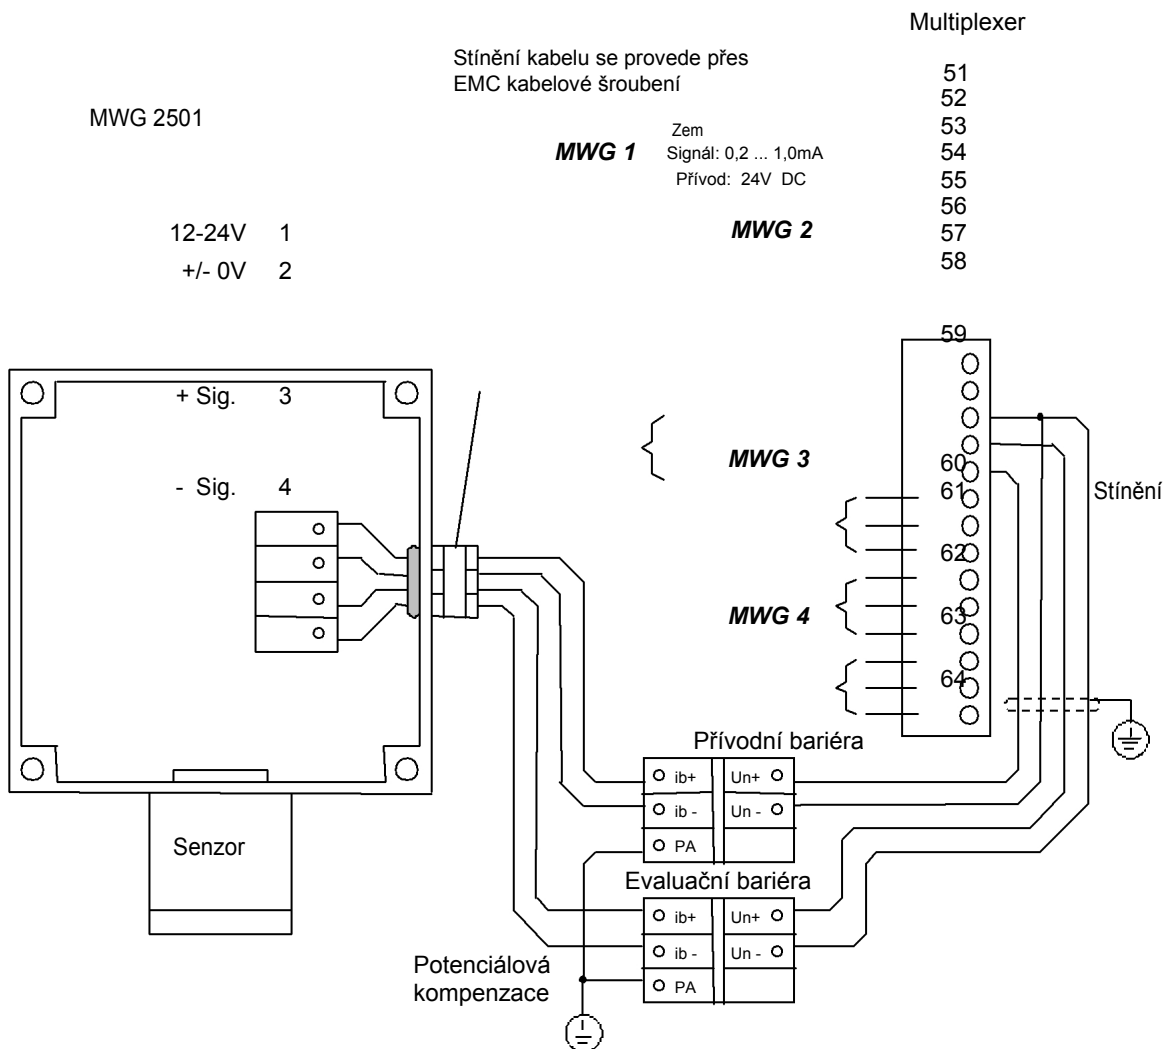 Multiplexer
Stínění kabelu se provede přes
EMC kabelové šroubení
51
52
MWG 2501
53
Zem
MWG 1
Signál: 0,2 ... 1,0mA
54
Přívod: 24V DC
55
56
12-24V 1
MWG 2
57
+/- 0V 2
58
59
+ Sig. 3
MWG 3
60
- Sig. 4
61
Stínění
62
MWG 4
63
64
Přívodní bariéra
ib+ Un+
ib - Un -
PA
Senzor
Evaluační bariéra
ib+ Un+
ib - Un -
PA
Potenciálová
kompenzace